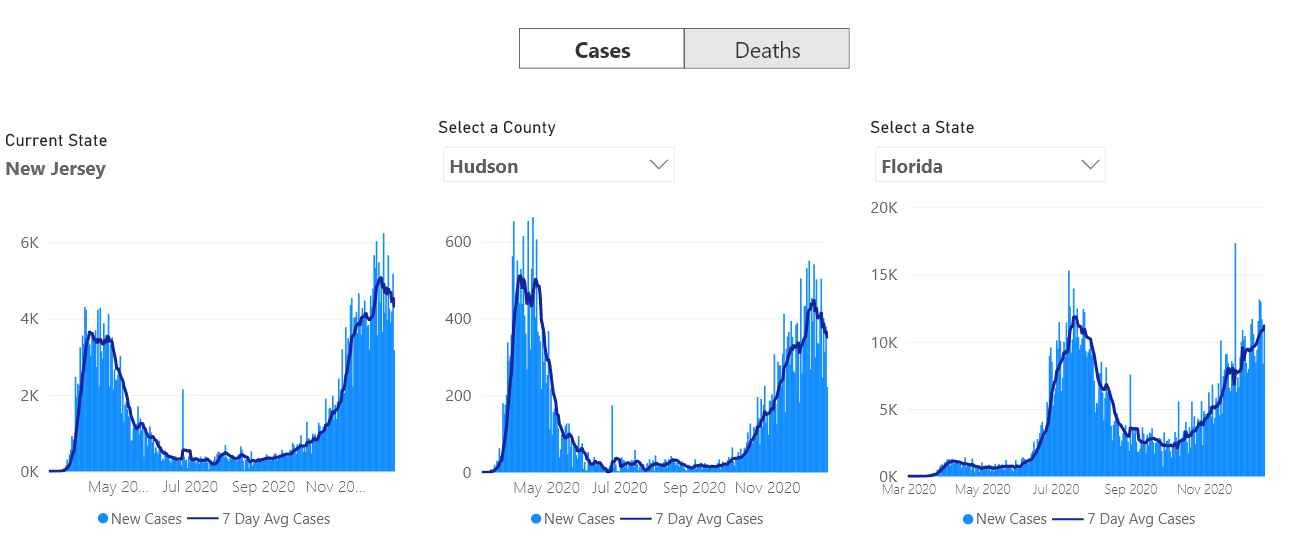 Cases Deaths
Current State
New Jersey
6K
4K
2K
0K
May 20... Jul 2020 Sep 2020 Nov 20...
New Cases 7 Day Avg Cases
Select a County
Hudson
600
400
200
0
May 2020 Jul 2020 Sep 2020 Nov 2020
New Cases 7 Day Avg Cases
Select a State
Florida
20K
15K
10K
5K
0K
Mar 2020 May 2020 Jul 2020 Sep 2020 Nov 2020
New Cases 7 Day Avg Cases